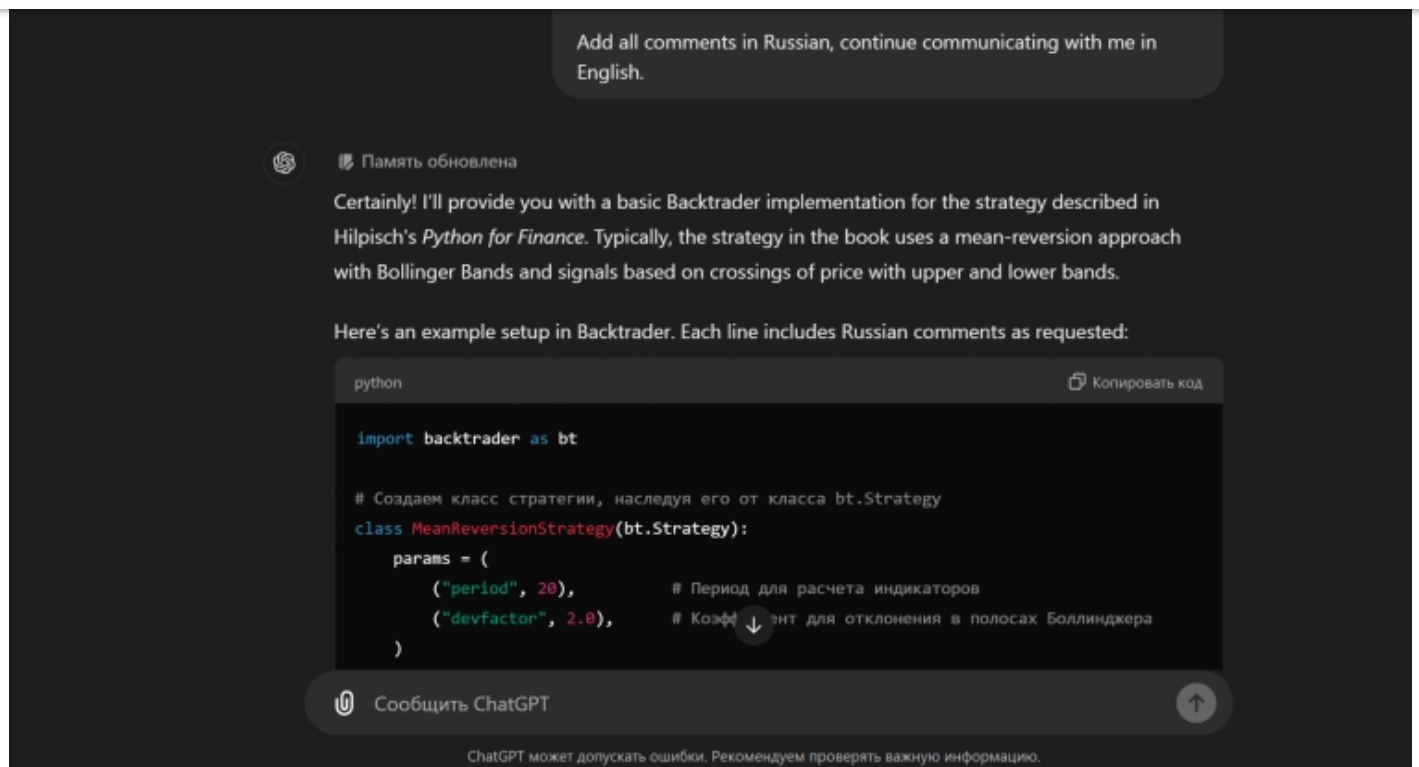 Add all comments in Russian, continue communicating with me in
English.
Память обновлена
Certainly! I'll provide you with a basic Backtrader implementation for the strategy described in
Hilpisch's Python for Finance. Typically, the strategy in the book uses a mean-reversion approach
with Bollinger Bands and signals based on crossings of price with upper and lower bands.
Here's an example setup in Backtrader. Each line includes Russian comments as requested:
python
Копировать код
import backtrader as bt
# Создаем класс стратегии, наследуя его от класса bt.Strategy
class MeanReversionStrategy(bt.Strategy):
params = (
("period", 20), # Период для расчета индикаторов
("devfactor", 2.0), # для отклонения в полосах Боллинджера
)
Сообщить ChatGPT
ChatGPT может допускать ошибки. Рекомендуем проверять важную информацию.